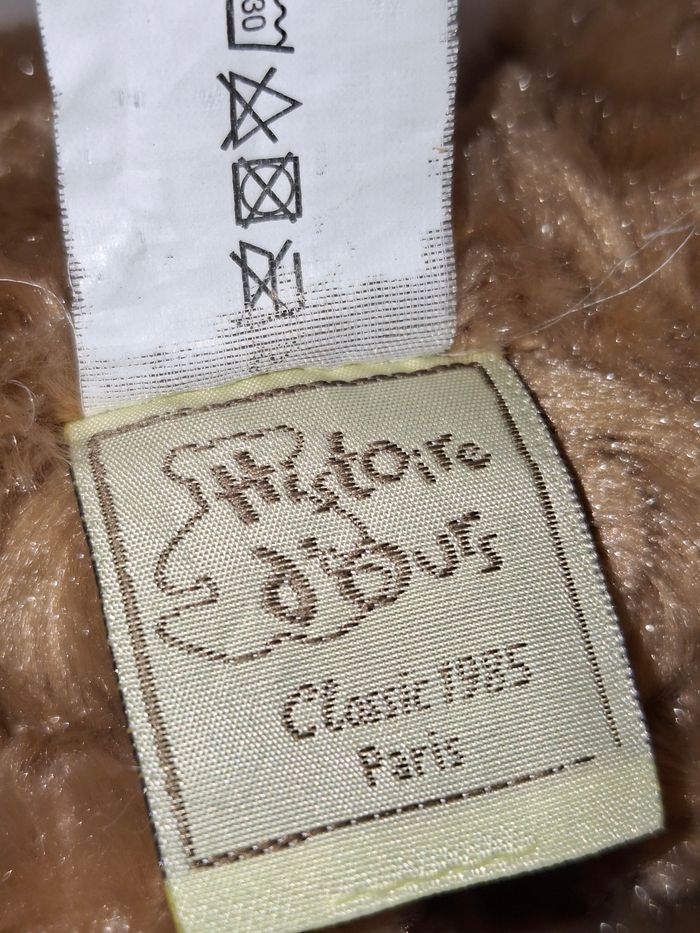 30
Histoire
d'Ours
Classic 1985
Paris